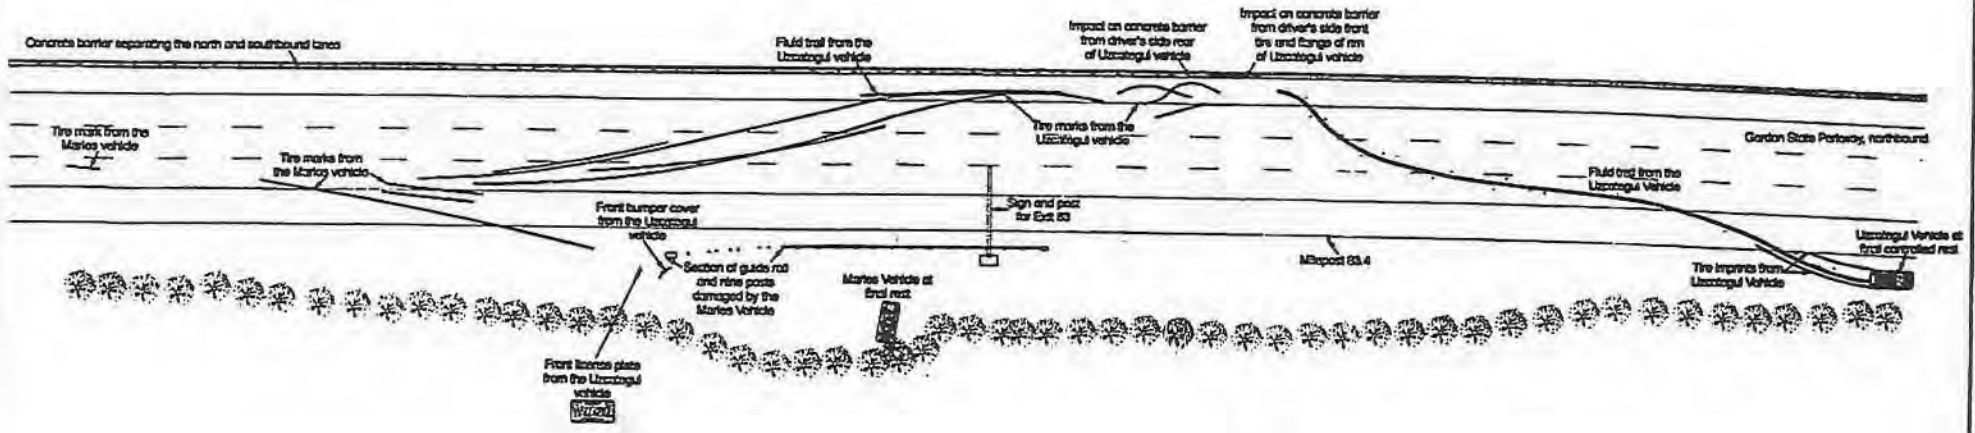 Concrete barrier separating the north and southbound lanes
Fluid trail from the
Uzcategui vehicle
Impact on concrete barrier
from driver's side rear
of Uzcategui vehicle
Impact on concrete barrier
from driver's side front
tire and flange of rim
of Uzcategui vehicle
Tire mark from the
Marles vehicle
Tire marks from
the Marles vehicle
Tire marks from the
Uzcategui vehicle
Garden State Parkway, northbound
Fluid trail from the
Uzcategui Vehicle
Front bumper cover
from the Uzcategui
vehicle
Sign and post
for Exit 83
Section of guide rail
and nine posts
damaged by the
Marles Vehicle
Marles Vehicle at
final rest
Milepost 83.4
Tire imprints from
Uzcategui Vehicle
Uzcategui Vehicle at
final controlled rest
Front license plate
from the Uzcategui
vehicle